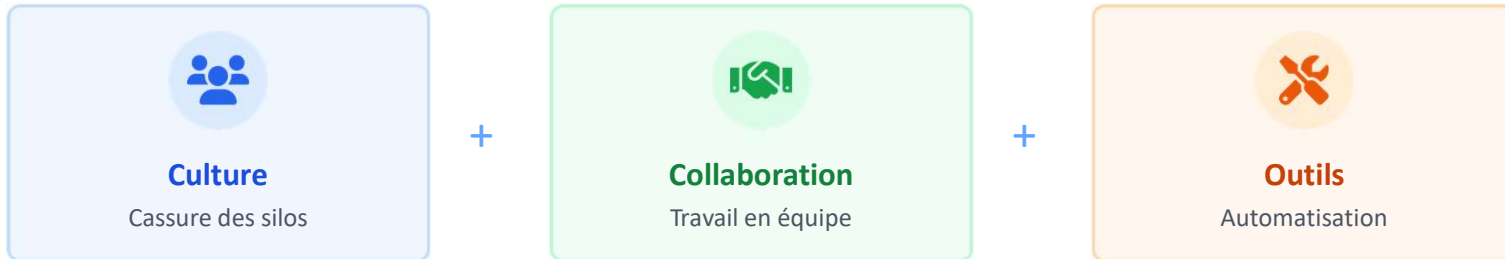 Culture
Cassure des silos
+
Collaboration
Travail en équipe
+
Outils
Automatisation